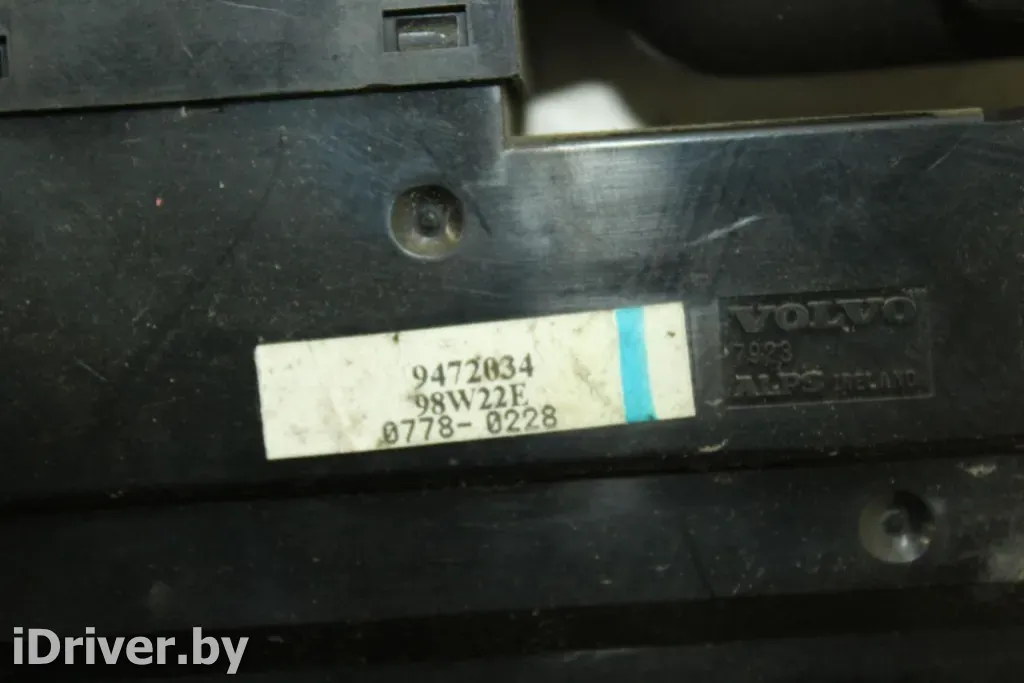 VOLVO
7923
ALPS IRELAND
9472034
98W22E
0778-0228
iDriver.by